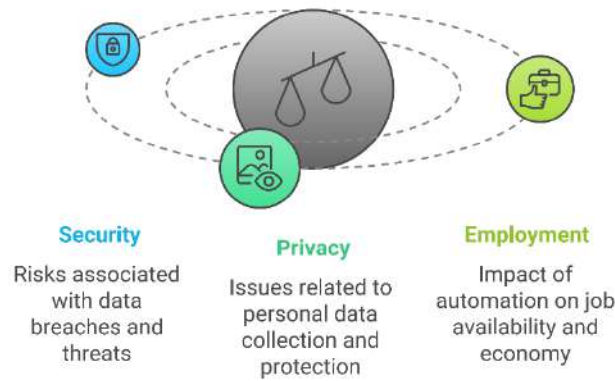 Security
Risks associated
with data
breaches and
threats
Privacy
Issues related to
personal data
collection and
protection
Employment
Impact of
automation on job
availability and
economy